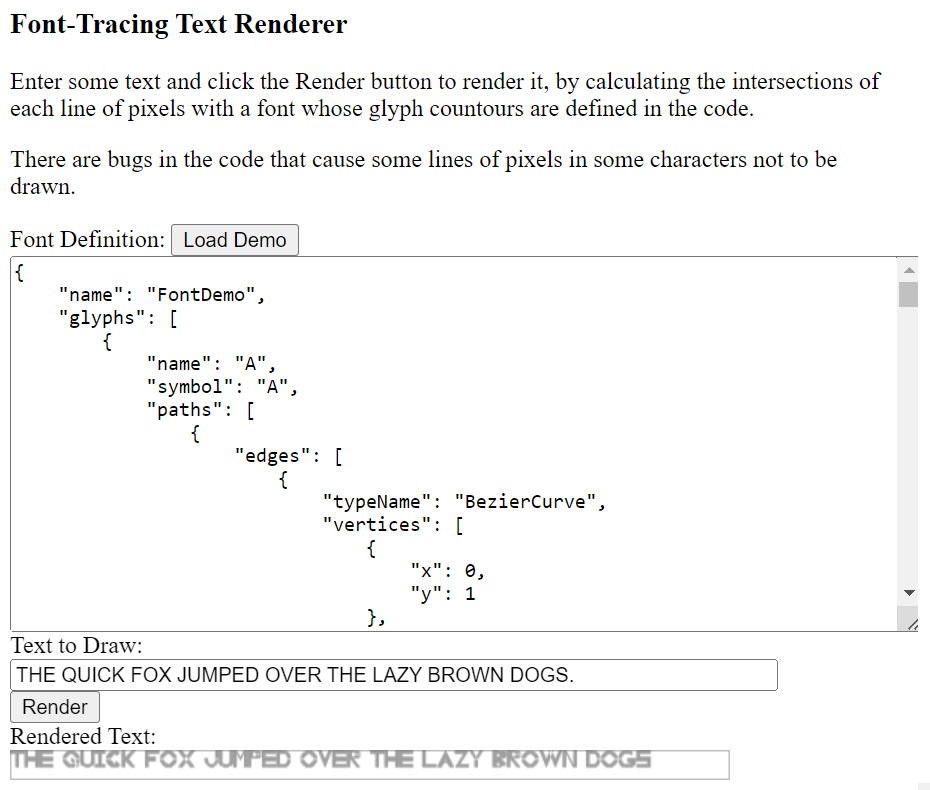 Font-Tracing Text Renderer
Enter some text and click the Render button to render it, by calculating the intersections of
each line of pixels with a font whose glyph countours are defined in the code.
There are bugs in the code that cause some lines of pixels in some characters not to be
drawn.
Font Definition: Load Demo
{
"name": "FontDemo",
"glyphs": [
{
"name": "A",
"symbol": "A",
"paths": [
{
"edges": [
{
"typeName": "BezierCurve",
"vertices": [
{
"x": 0,
"y": 1
},
Text to Draw:
THE QUICK FOX JUMPED OVER THE LAZY BROWN DOGS.
Render
Rendered Text:
THE QUICK FOX JUMPED OVER THE LAZY BROWN DOGS